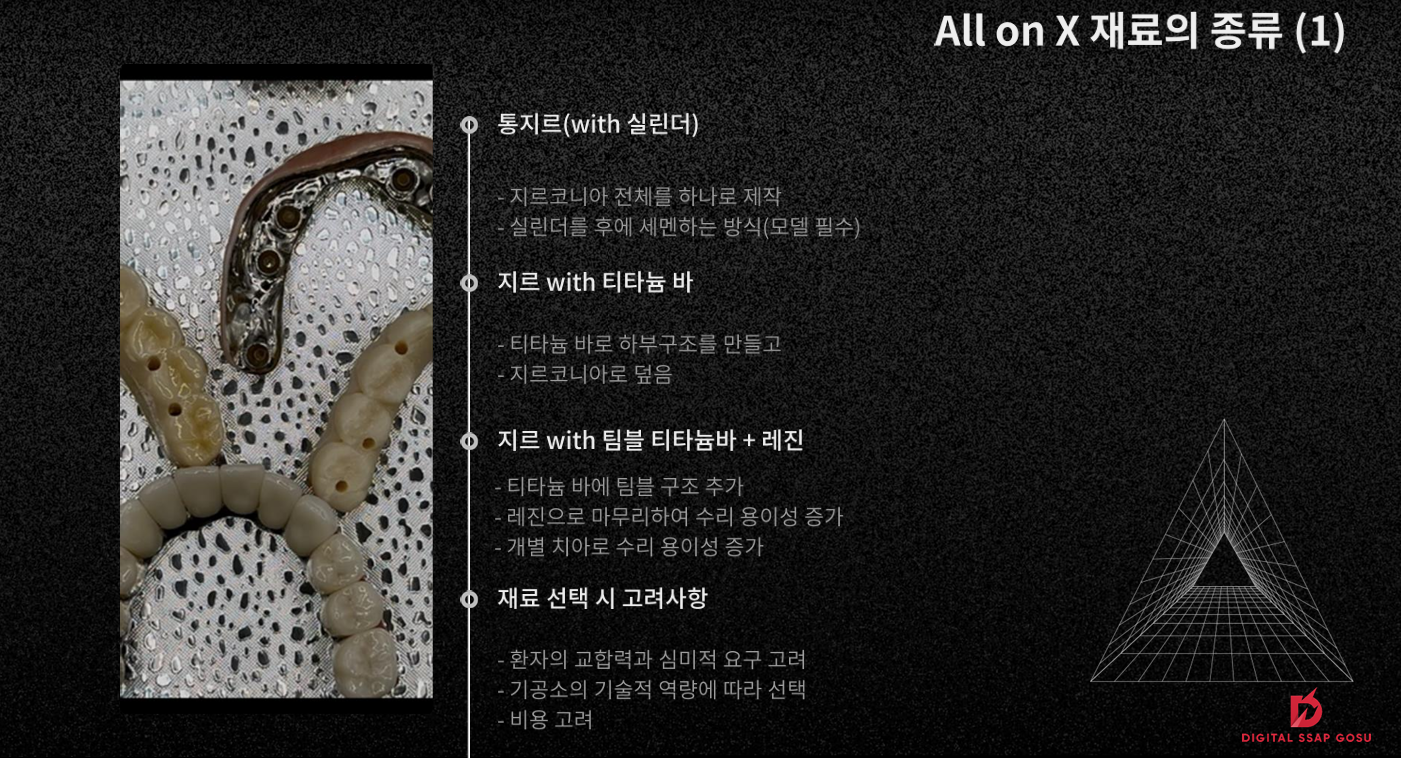 All on X 재료의 종류 (1)
통지르(with 실린더)
- 지르코니아 전체를 하나로 제작
- 실린더를 후에 세멘하는 방식(모델 필수)
지르 with 티타늄 바
- 티타늄 바로 하부구조를 만들고
- 지르코니아로 덮음
지르 with 팀블 티타늄바 + 레진
- 티타늄 바에 팀블 구조 추가
- 레진으로 마무리하여 수리 용이성 증가
- 개별 치아로 수리 용이성 증가
재료 선택 시 고려사항
- 환자의 교합력과 심미적 요구 고려
- 기공소의 기술적 역량에 따라 선택
- 비용 고려
DIGITAL SSAP GOSU